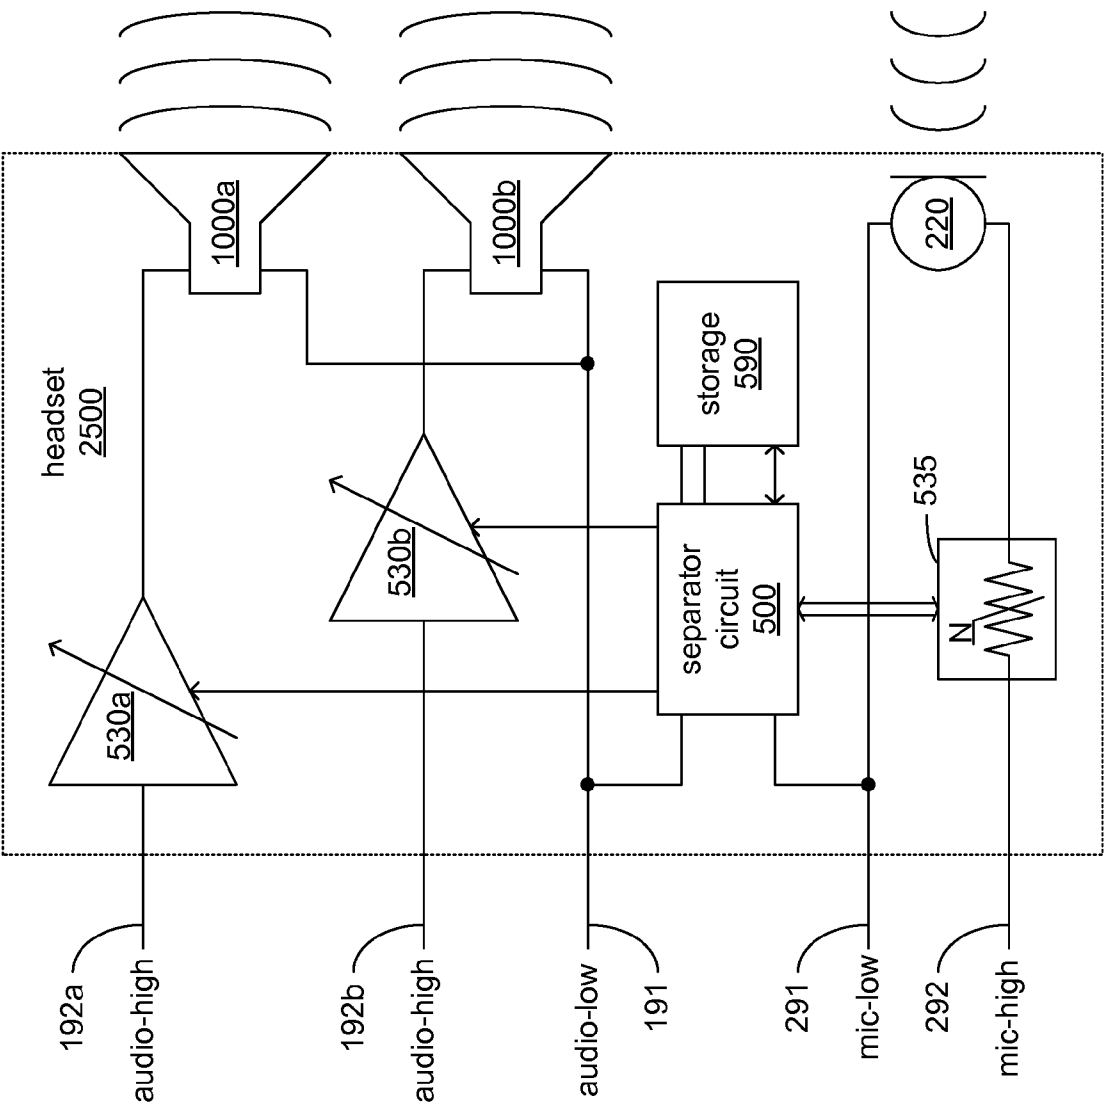 headset
2500
192a
audio-high
530a
1000a
192b
audio-high
530b
1000b
audio-low
191
separator
circuit
500
storage
590
291
mic-low
292
mic-high
N
535
220